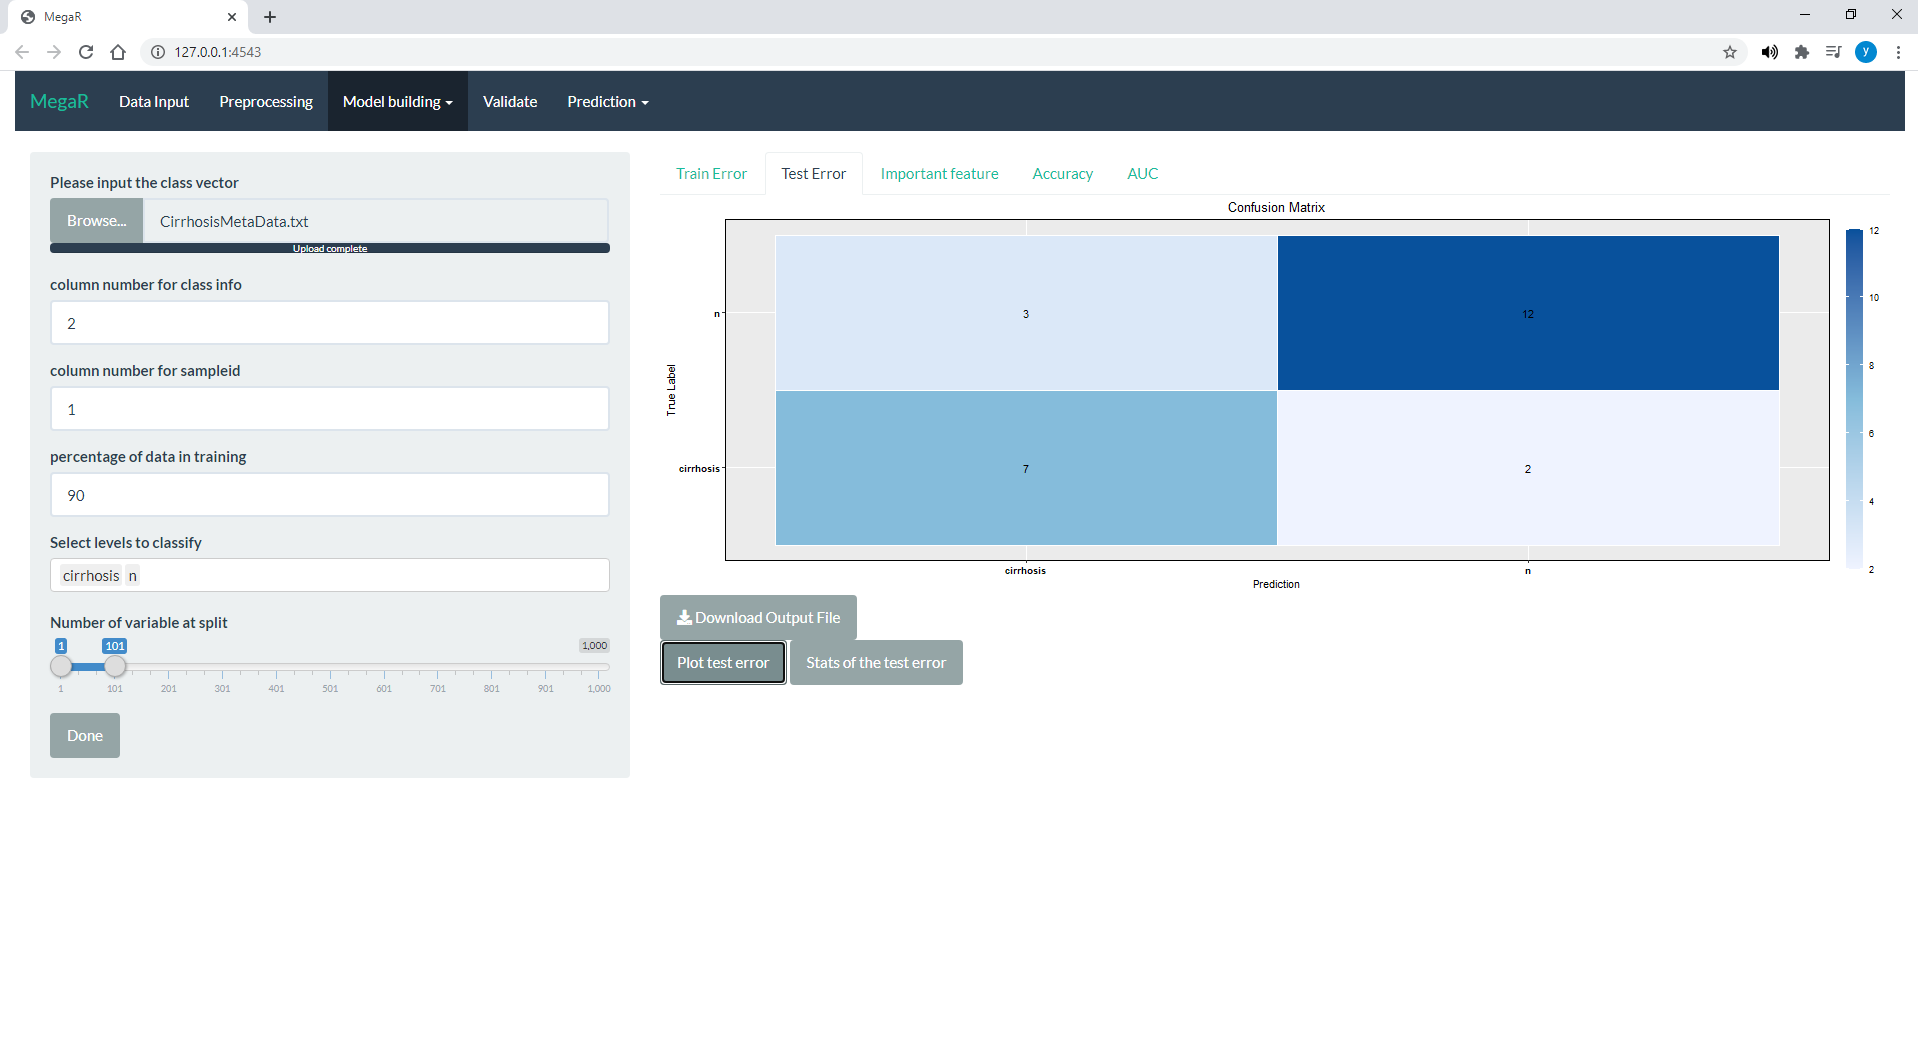 MegaR
127.0.0.1:4543
y
MegaR Data Input Preprocessing Model building Validate Prediction
Please input the class vector
Browse... CirrhosisMetaData.txt
Upload complete
column number for class info
2
column number for sampleid
1
percentage of data in training
90
Select levels to classify
cirrhosis n
Number of variable at split
1 101 1,000
1 101 201 301 401 501 601 701 801 901 1,000
Done
Train Error Test Error Important feature Accuracy AUC
Confusion Matrix
True Label
n 3 12
cirrhosis 7 2
cirrhosis n
Prediction
12
10
8
6
4
2
Download Output File
Plot test error Stats of the test error